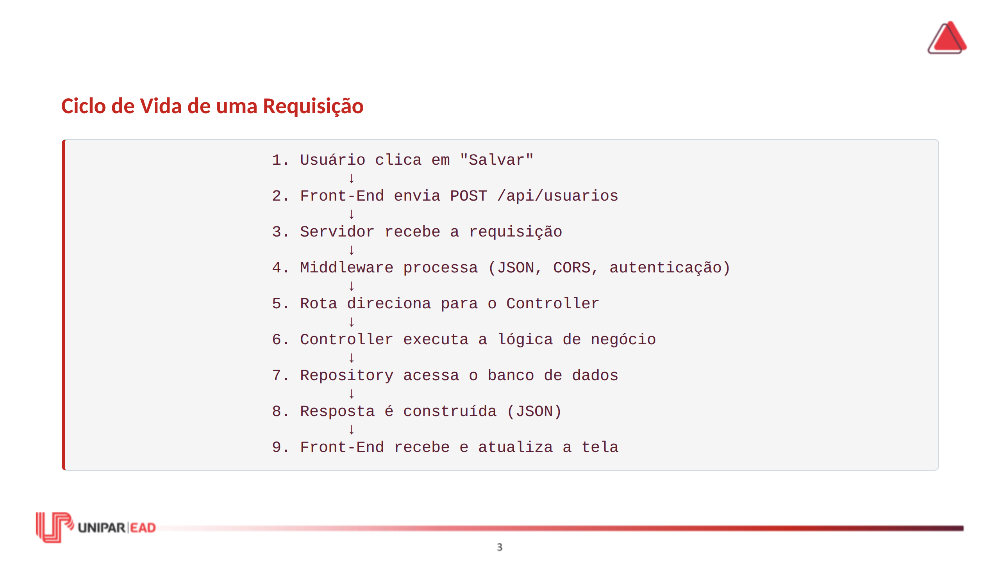 Ciclo de Vida de uma Requisição
1. Usuário clica em "Salvar"
↓
2. Front-End envia POST /api/usuarios
↓
3. Servidor recebe a requisição
↓
4. Middleware processa (JSON, CORS, autenticação)
↓
5. Rota direciona para o Controller
↓
6. Controller executa a lógica de negócio
↓
7. Repository acessa o banco de dados
↓
8. Resposta é construída (JSON)
↓
9. Front-End recebe e atualiza a tela
UNIPAR|EAD
3